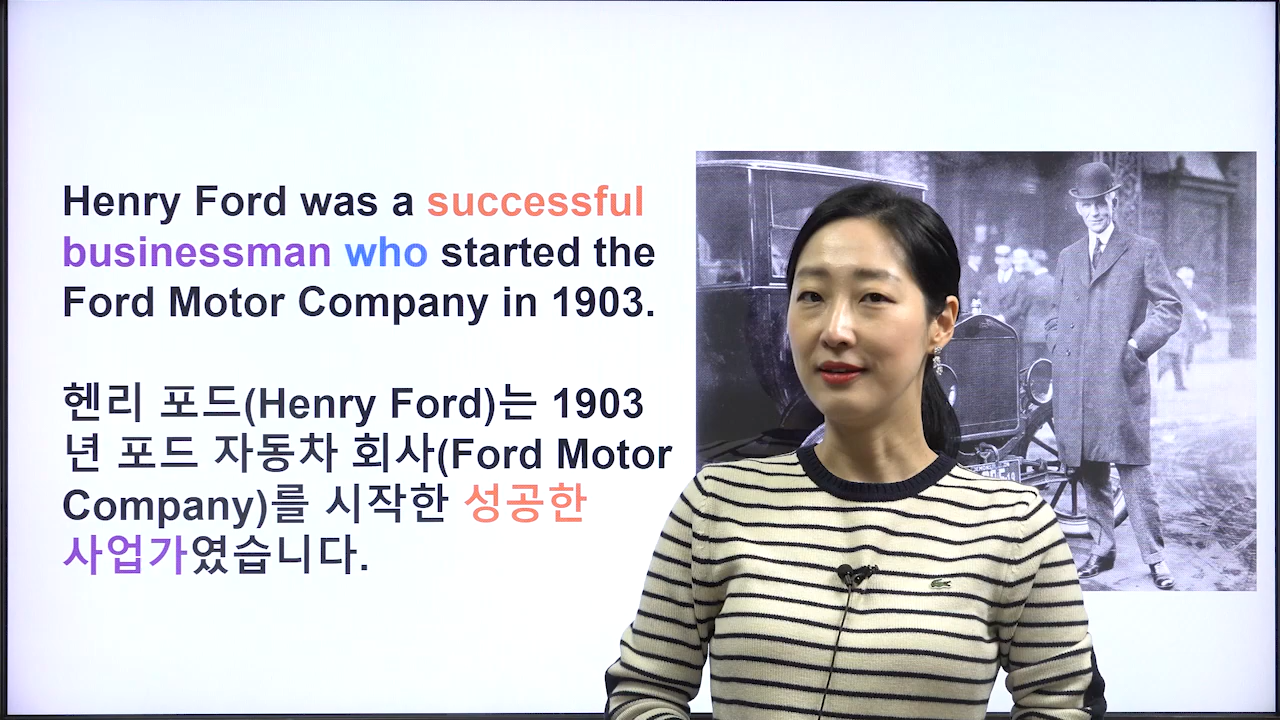 Henry Ford was a successful
businessman who started the
Ford Motor Company in 1903.
헨리 포드(Henry Ford)는 1903
년 포드 자동차 회사(Ford Motor
Company)를 시작한 성공한
사업가였습니다.